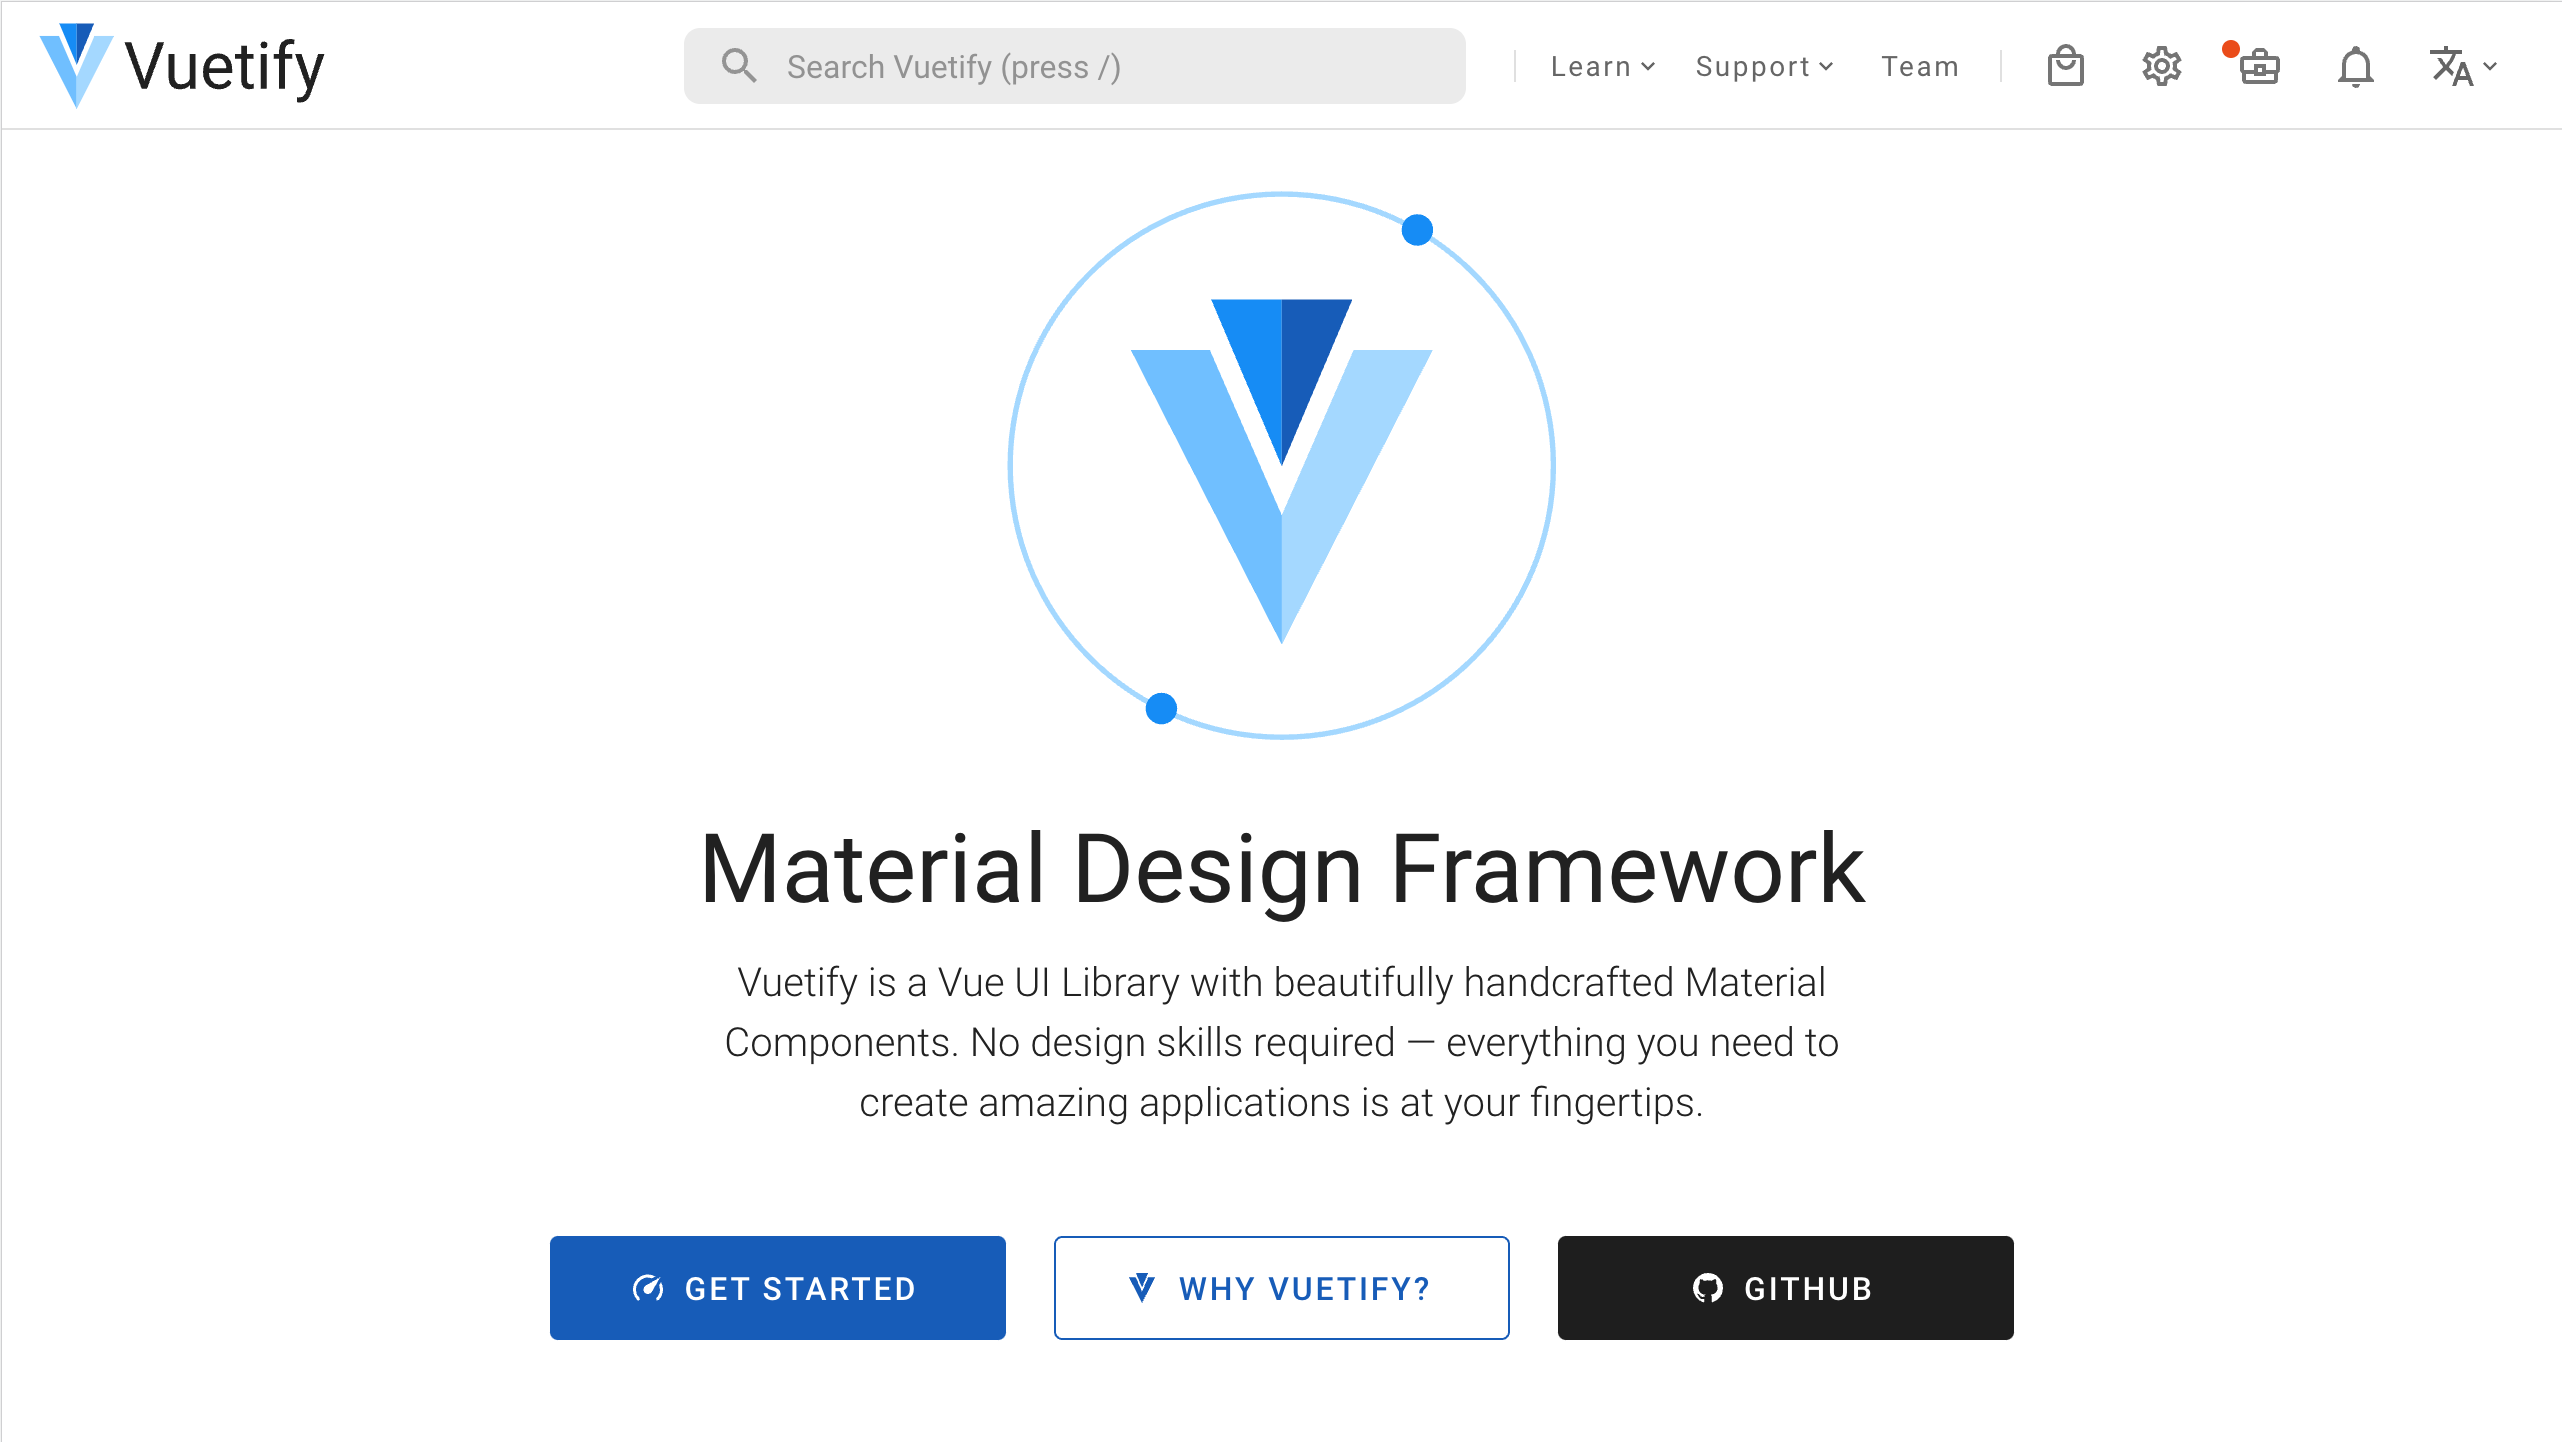 Vuetify
Search Vuetify (press /)
Learn
Support
Team
Material Design Framework
Vuetify is a Vue UI Library with beautifully handcrafted Material
Components. No design skills required — everything you need to
create amazing applications is at your fingertips.
GET STARTED
WHY VUETIFY?
GITHUB